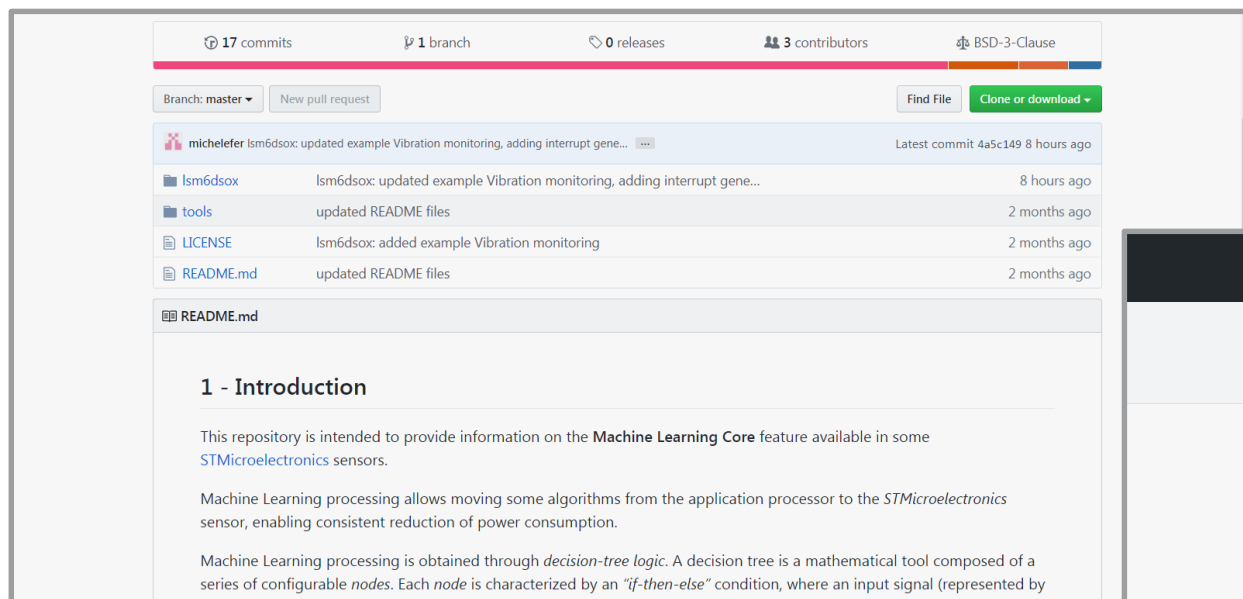 17 commits 1 branch 0 releases 3 contributors BSD-3-Clause
Branch: master New pull request Find File Clone or download
michelefer lsm6dsox: updated example Vibration monitoring, adding interrupt gene... ... Latest commit 4a5c149 8 hours ago
lsm6dsox lsm6dsox: updated example Vibration monitoring, adding interrupt gene... 8 hours ago
tools updated README files 2 months ago
LICENSE lsm6dsox: added example Vibration monitoring 2 months ago
README.md updated README files 2 months ago
README.md
1 - Introduction
This repository is intended to provide information on the Machine Learning Core feature available in some
STMicroelectronics sensors.
Machine Learning processing allows moving some algorithms from the application processor to the STMicroelectronics
sensor, enabling consistent reduction of power consumption.
Machine Learning processing is obtained through decision-tree logic. A decision tree is a mathematical tool composed of a
series of configurable nodes. Each node is characterized by an "if-then-else" condition, where an input signal (represented by